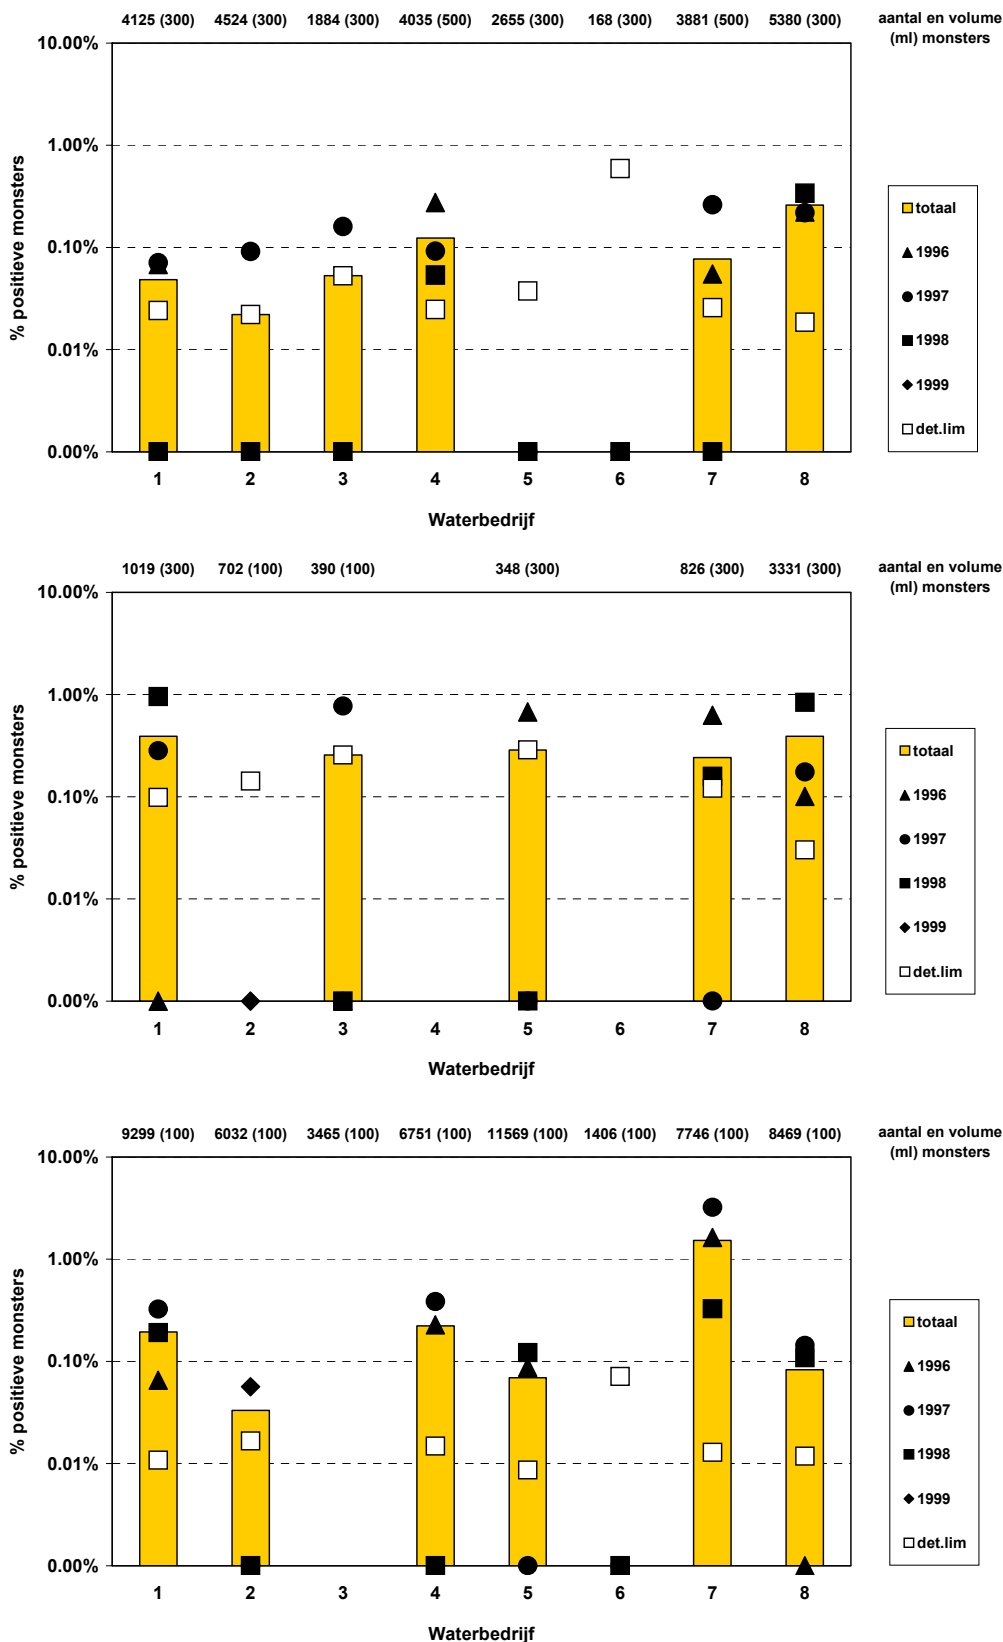 4125 (300) 4524 (300) 1884 (300) 4035 (500) 2655 (300) 168 (300) 3881 (500) 5380 (300) aantal en volume
(ml) monsters
10.00%
1.00%
0.10%
0.01%
0.00%
% positieve monsters
1 2 3 4 5 6 7 8
Waterbedrijf
totaal
1996
1997
1998
1999
det.lim
1019 (300) 702 (100) 390 (100) 348 (300) 826 (300) 3331 (300) aantal en volume
(ml) monsters
10.00%
1.00%
0.10%
0.01%
0.00%
% positieve monsters
1 2 3 4 5 6 7 8
Waterbedrijf
totaal
1996
1997
1998
1999
det.lim
9299 (100) 6032 (100) 3465 (100) 6751 (100) 11569 (100) 1406 (100) 7746 (100) 8469 (100) aantal en volume
(ml) monsters
10.00%
1.00%
0.10%
0.01%
0.00%
% positieve monsters
1 2 3 4 5 6 7 8
Waterbedrijf
totaal
1996
1997
1998
1999
det.lim